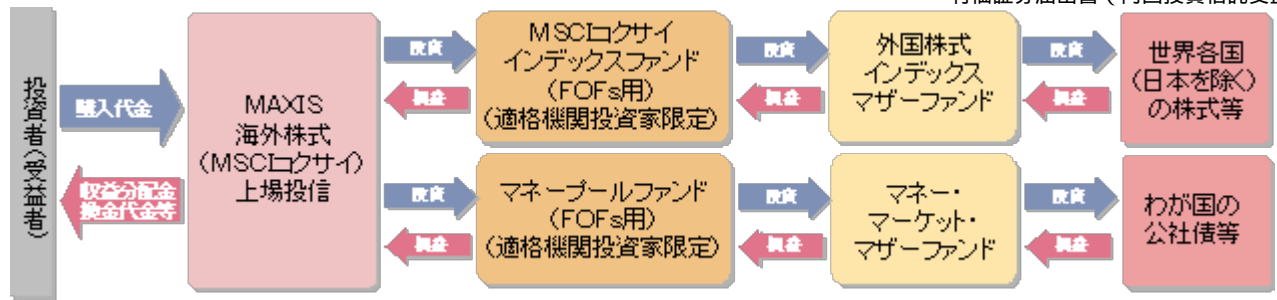 投資者(受益者)
購入代金
収益分配金
換金代金等
MAXIS
海外株式
(MSCIコクサイ)
上場投信
投資
損益
MSCIコクサイ
インデックスファンド
(FOFs用)
(適格機関投資家限定)
投資
損益
外国株式
インデックス
マザーファンド
投資
損益
世界各国
(日本を除く)
の株式等
投資
損益
マネープールファンド
(FOFs用)
(適格機関投資家限定)
投資
損益
マネー・
マーケット・
マザーファンド
投資
損益
わが国の
公社債等